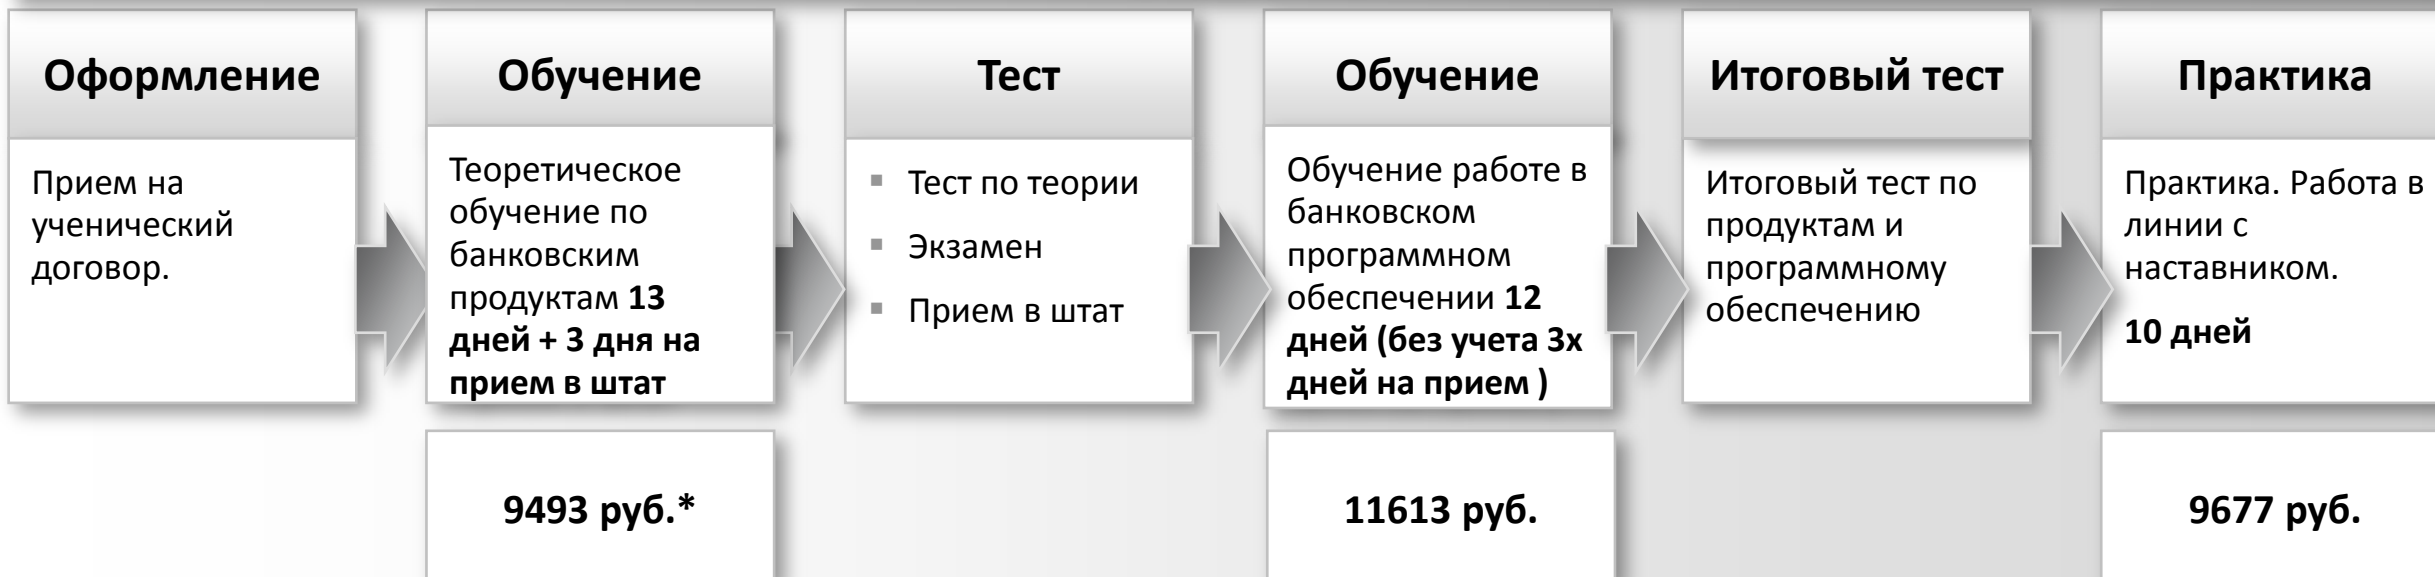 Оформление
Прием на
ученический
договор.
Обучение
Теоретическое
обучение по
банковским
продуктам 13
дней + 3 дня на
прием в штат
9493 руб.*
Тест
▪ Тест по теории
▪ Экзамен
▪ Прием в штат
Обучение
Обучение работе в
банковском
программном
обеспечении 12
дней (без учета 3х
дней на прием )
11613 руб.
Итоговый тест
Итоговый тест по
продуктам и
программному
обеспечению
Практика
Практика. Работа в
линии с
наставником.
10 дней
9677 руб.